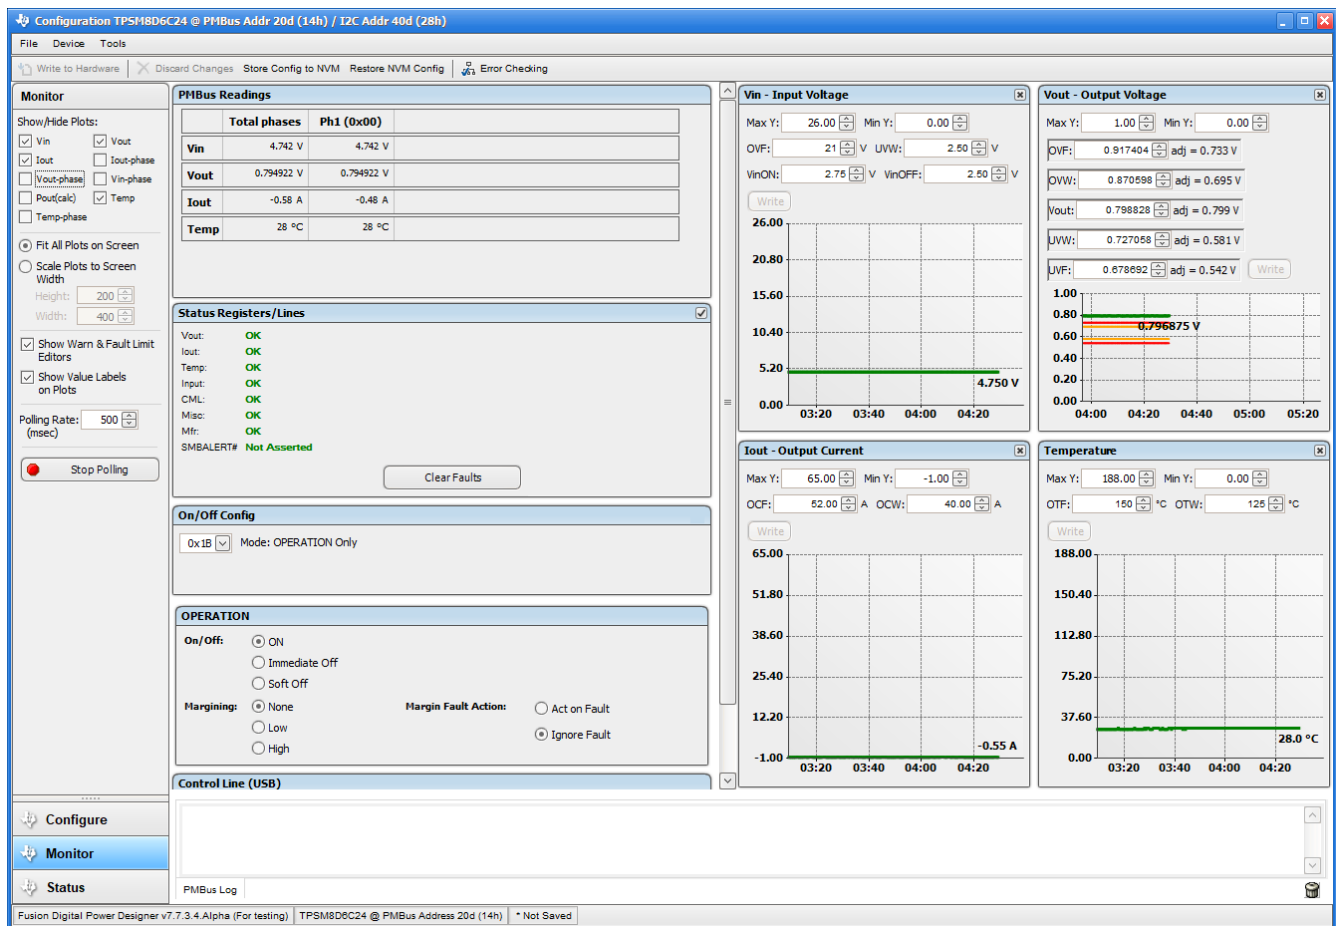 Configuration TPSM8D6C24 @ PMBus Addr 20d (14h) / I2C Addr 40d (28h)
File Device Tools
Write to Hardware Discard Changes Store Config to NVM Restore NVM Config Error Checking
Monitor
Show/Hide Plots:
Vin Vout
Iout Iout-phase
Vout-phase Vin-phase
Pout(calc) Temp
Temp-phase
Fit All Plots on Screen
Scale Plots to Screen
Width
Height: 200
Width: 400
Show Warn & Fault Limit
Editors
Show Value Labels
on Plots
Polling Rate: 500
(msec)
Stop Polling
Configure
Monitor
Status
PMBus Readings
Total phases Ph1 (0x00)
Vin 4.742 V 4.742 V
Vout 0.794922 V 0.794922 V
Iout -0.58 A -0.48 A
Temp 28 ºC 28 ºC
Status Registers/Lines
Vout: OK
Iout: OK
Temp: OK
Input: OK
CML: OK
Misc: OK
Mfr: OK
SMBALERT# Not Asserted
Clear Faults
On/Off Config
0x1B Mode: OPERATION Only
OPERATION
On/Off: ON
Immediate Off
Soft Off
Margining: None Margin Fault Action: Act on Fault
Low Ignore Fault
High
Control Line (USB)
Vin - Input Voltage
Max Y: 26.00 Min Y: 0.00
OVF: 21 V UVW: 2.50 V
VinON: 2.75 V VinOFF: 2.50 V
Write
26.00
20.80
15.60
10.40
5.20
4.750 V
0.00
03:20 03:40 04:00 04:20
Vout - Output Voltage
Max Y: 1.00 Min Y: 0.00
OVF: 0.917404 adj = 0.733 V
OVW: 0.870598 adj = 0.695 V
Vout: 0.798828 adj = 0.799 V
UVW: 0.727058 adj = 0.581 V
UVF: 0.678692 adj = 0.542 V Write
1.00
0.80
0.796875 V
0.60
0.40
0.20
0.00
04:00 04:20 04:40 05:00 05:20
Iout - Output Current
Max Y: 65.00 Min Y: -1.00
OCF: 52.00 A OCW: 40.00 A
Write
65.00
51.80
38.60
25.40
12.20
-0.55 A
-1.00
03:20 03:40 04:00 04:20
Temperature
Max Y: 188.00 Min Y: 0.00
OTF: 150 °C OTW: 125 °C
Write
188.00
150.40
112.80
75.20
37.60
28.0 °C
0.00
03:20 03:40 04:00 04:20
PMBus Log
Fusion Digital Power Designer v7.7.3.4.Alpha (For testing) TPSM8D6C24 @ PMBus Address 20d (14h) * Not Saved